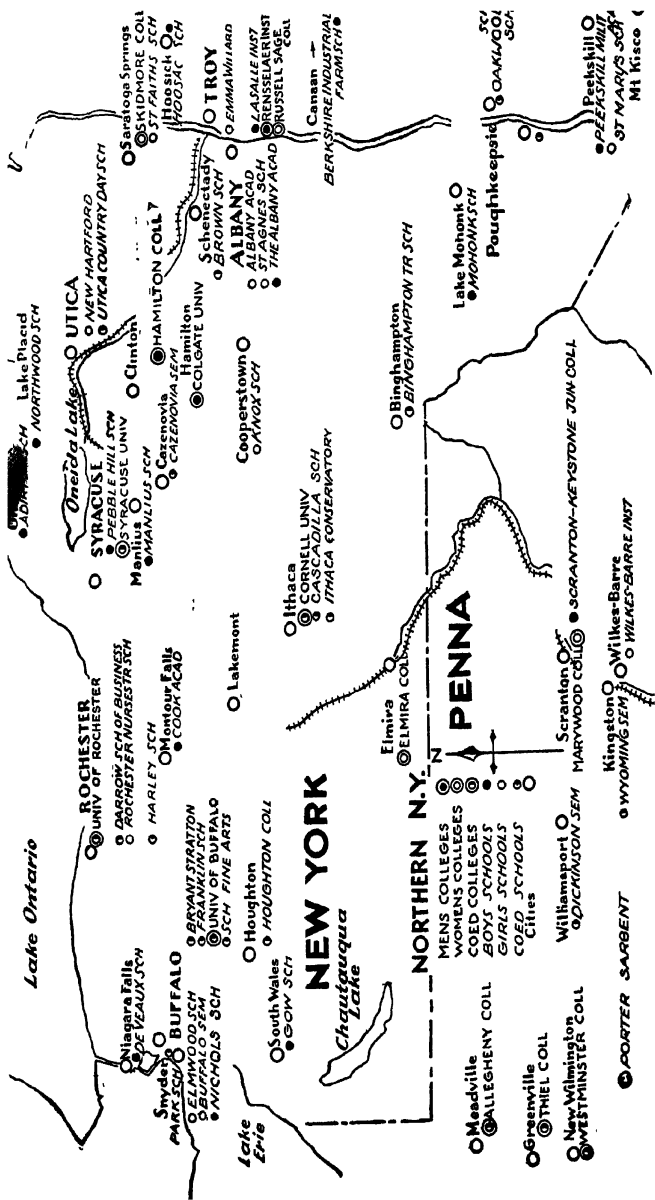 Lake Ontario
Niagara Falls
DE VEAUX SCH
Snyder
PARK SCH
BUFFALO
ELMWOOD SCH
BUFFALO SEM
NICHOLS SCH
BRYANT STRATTON
FRANKLIN SCH
UNIV OF BUFFALO
SCH FINE ARTS
Lake
Erie
ROCHESTER
UNIV OF ROCHESTER
DARROW SCH OF BUSINESS
ROCHESTER NURSES TR SCH
HARLEY SCH
Montour Falls
COOK ACAD
Houghton
HOUGHTON COLL
South Wales
GOW SCH
NEW YORK
Chautauqua
Lake
Lakemont
SCH
Lake Placid
NORTHWOOD SCH
Oneida Lake
SYRACUSE
PEBBLE HILL SCH
SYRACUSE UNIV
Manlius
MANLIUS SCH
Cazenovia
CAZENOVIA SEM
UTICA
NEW HARTFORD
UTICA COUNTRY DAY SCH
Clinton
HAMILTON COLL
Hamilton
COLGATE UNIV
Cooperstown
KNOX SCH
Ithaca
CORNELL UNIV
CASCADILLA SCH
ITHACA CONSERVATORY
Elmira
ELMIRA COLL
Binghampton
BINGHAMPTON TR SCH
Saratoga Springs
SKIDMORE COLL
ST FAITHS SCH
Hoosick
HOOSAC SCH
TROY
EMMA WILLARD
LA SALLE INST
RENSSELAER INST
RUSSELL SAGE
COLL
Schenectady
BROWN SCH
ALBANY
ALBANY ACAD
ST AGNES SCH
THE ALBANY ACAD
Canaan →
BERKSHIRE INDUSTRIAL
FARM SCH
Lake Mohonk
MOHONK SCH
Poughkeepsie
OAKWOOD
SCH
Peekskill
PEEKSKILL MILIT
ST MARYS SCH
Mt Kisco
NORTHERN N.Y.
MENS COLLEGES
WOMENS COLLEGES
COED COLLEGES
BOYS SCHOOLS
GIRLS SCHOOLS
COED SCHOOLS
Cities
N
PENNA
Meadville
ALLEGHENY COLL
Greenville
THIEL COLL
New Wilmington
WESTMINSTER COLL
Williamsport
DICKINSON SEM
Scranton
MARYWOOD COLL
SCRANTON-KEYSTONE JUN COLL
Kingston
WYOMING SEM
Wilkes-Barre
WILKES-BARRE INST
© PORTER SARGENT